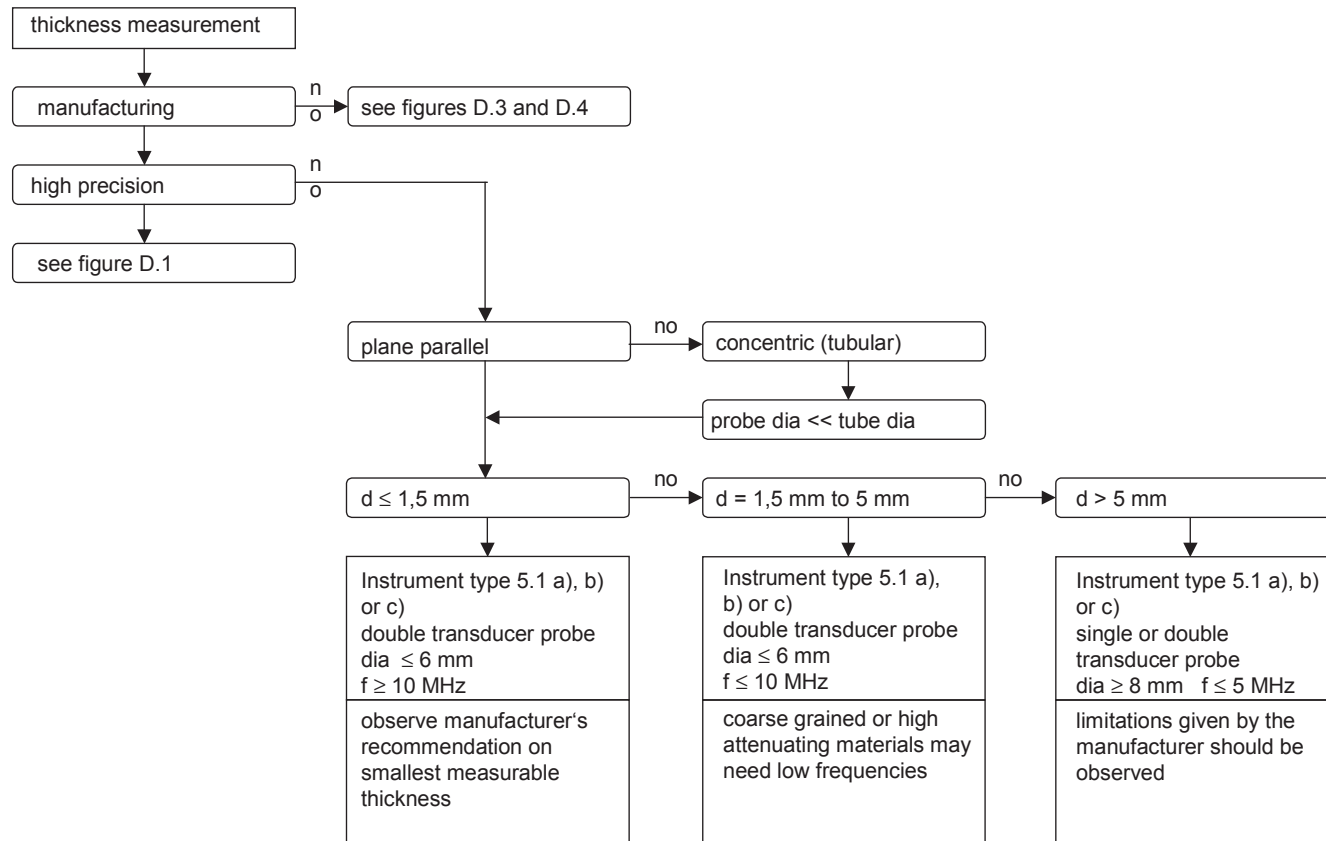 thickness measurement
manufacturing
n
o
see figures D.3 and D.4
high precision
n
o
see figure D.1
plane parallel
no
concentric (tubular)
probe dia << tube dia
d ≤ 1,5 mm
no
d = 1,5 mm to 5 mm
no
d > 5 mm
Instrument type 5.1 a), b)
or c)
double transducer probe
dia ≤ 6 mm
f ≥ 10 MHz
observe manufacturer‘s
recommendation on
smallest measurable
thickness
Instrument type 5.1 a),
b) or c)
double transducer probe
dia ≤ 6 mm
f ≤ 10 MHz
coarse grained or high
attenuating materials may
need low frequencies
Instrument type 5.1 a), b)
or c)
single or double
transducer probe
dia ≥ 8 mm f ≤ 5 MHz
limitations given by the
manufacturer should be
observed